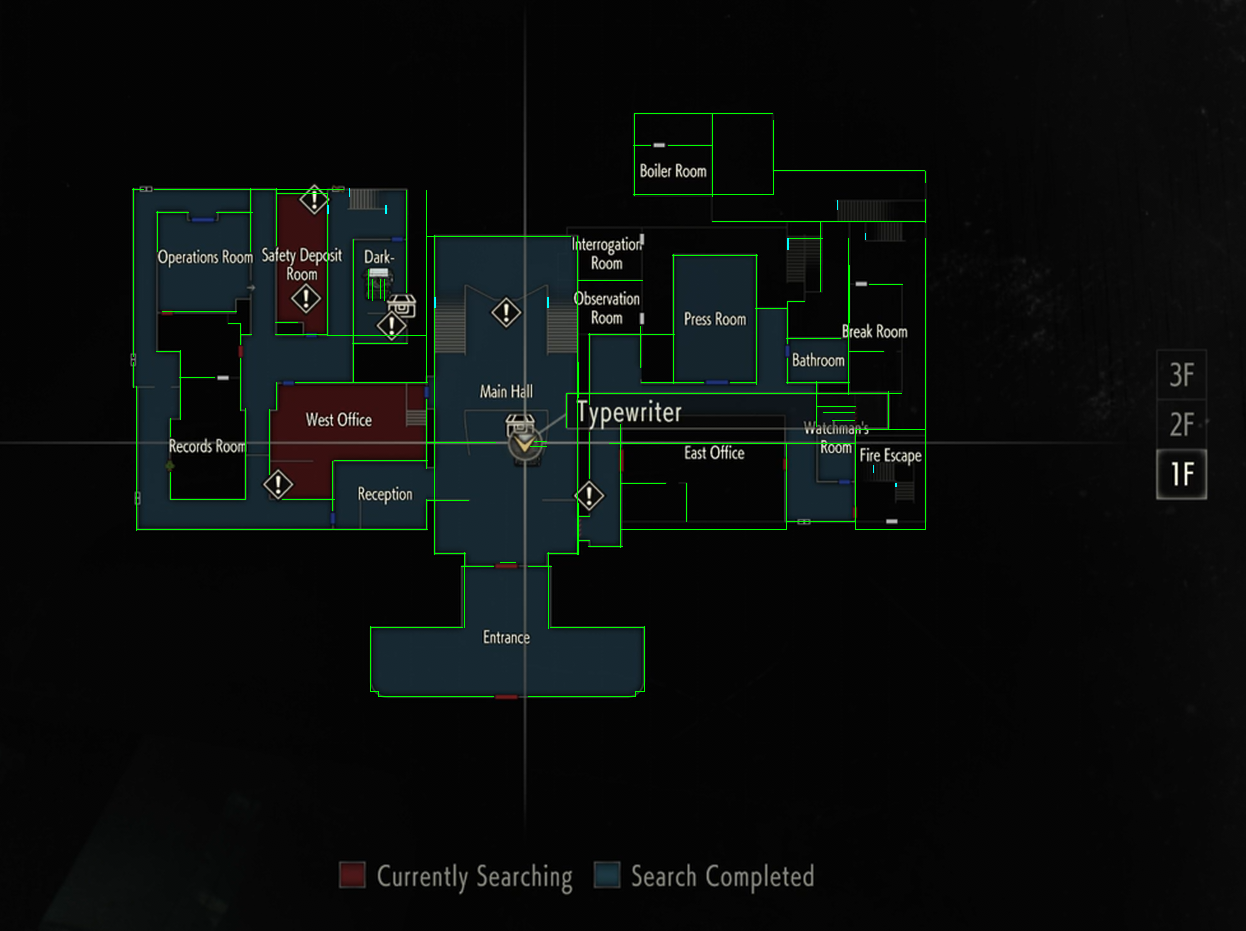 Boiler Room
Interrogation
Room
Operations Room
Safety Deposit
Room
Dark-
Observation
Room
Press Room
Break Room
Bathroom
Main Hall
West Office
Typewriter
Records Room
Watchman's
Room
East Office
Fire Escape
Reception
Entrance
3F
2F
1F
Currently Searching
Search Completed